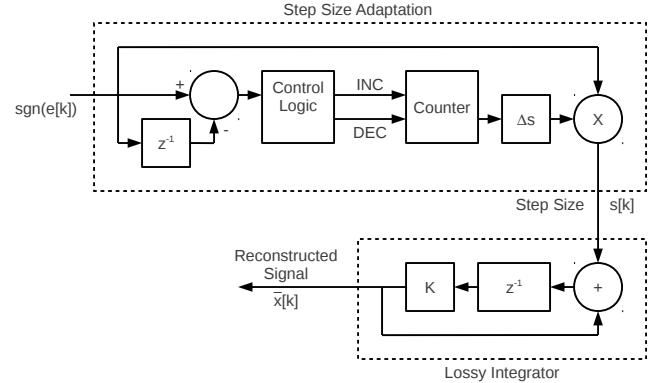 Step Size Adaptation
+
sgn(e[k])
-
z⁻¹
Control
Logic
INC
DEC
Counter
Δs
X
Step Size s[k]
Reconstructed
Signal
x̅[k]
K
z⁻¹
+
Lossy Integrator